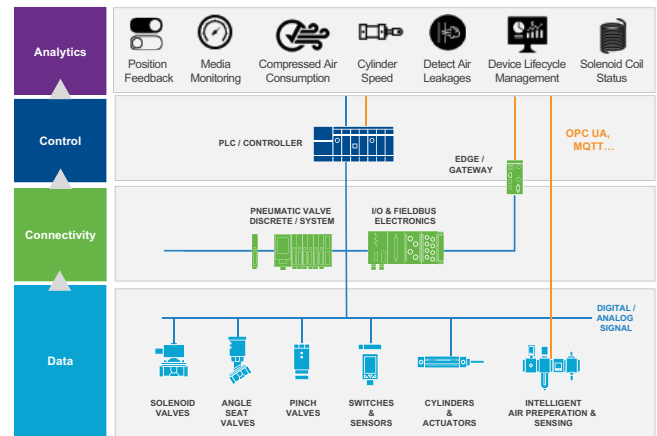 Analytics
Position
Feedback
Media
Monitoring
Compressed Air
Consumption
Cylinder
Speed
Detect Air
Leakages
Device Lifecycle
Management
Solenoid Coil
Status
Control
PLC / CONTROLLER
OPC UA,
MQTT...
EDGE /
GATEWAY
Connectivity
PNEUMATIC VALVE
DISCRETE / SYSTEM
I/O & FIELDBUS
ELECTRONICS
Data
DIGITAL /
ANALOG
SIGNAL
SOLENOID
VALVES
ANGLE
SEAT
VALVES
PINCH
VALVES
SWITCHES
&
SENSORS
CYLINDERS
&
ACTUATORS
INTELLIGENT
AIR PREPERATION &
SENSING